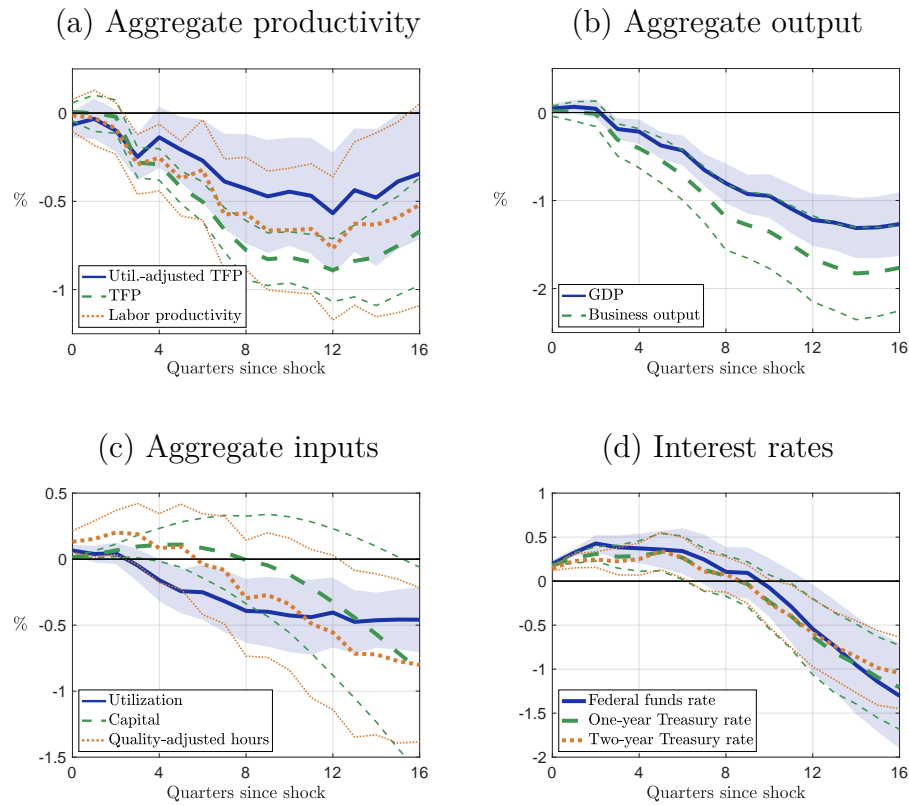 (a) Aggregate productivity
0
-0.5
-1
%
Util.-adjusted TFP
TFP
Labor productivity
0 4 8 12 16
Quarters since shock
(b) Aggregate output
0
-1
-2
%
GDP
Business output
0 4 8 12 16
Quarters since shock
(c) Aggregate inputs
0.5
0
-0.5
-1
-1.5
%
Utilization
Capital
Quality-adjusted hours
0 4 8 12 16
Quarters since shock
(d) Interest rates
1
0.5
0
-0.5
-1
-1.5
-2
%
Federal funds rate
One-year Treasury rate
Two-year Treasury rate
0 4 8 12 16
Quarters since shock